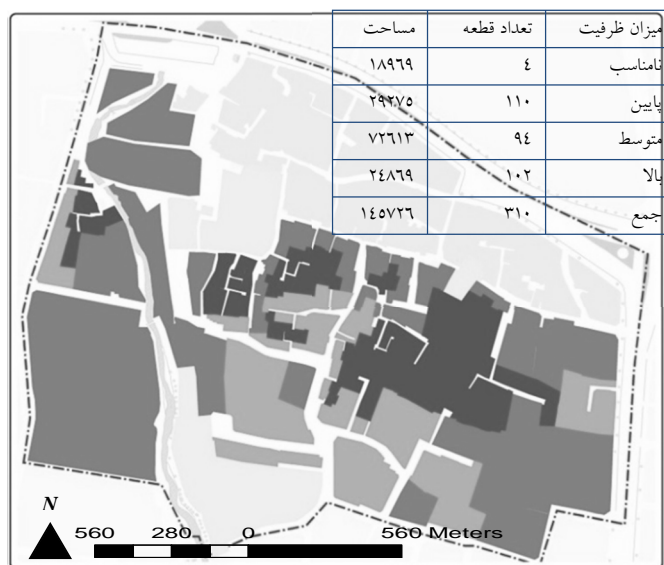 میزان ظرفیت تعداد قطعه مساحت
نامناسب ٤ ١٨٩٦٩
پایین ١١٠ ٢٩٢٧٥
متوسط ٩٤ ٧٢٦١٣
بالا ١٠٢ ٢٤٨٦٩
جمع ٣١٠ ١٤٥٧٢٦
N
560 280 0 560 Meters